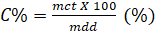 C% = mct X 100 / mdd (%)